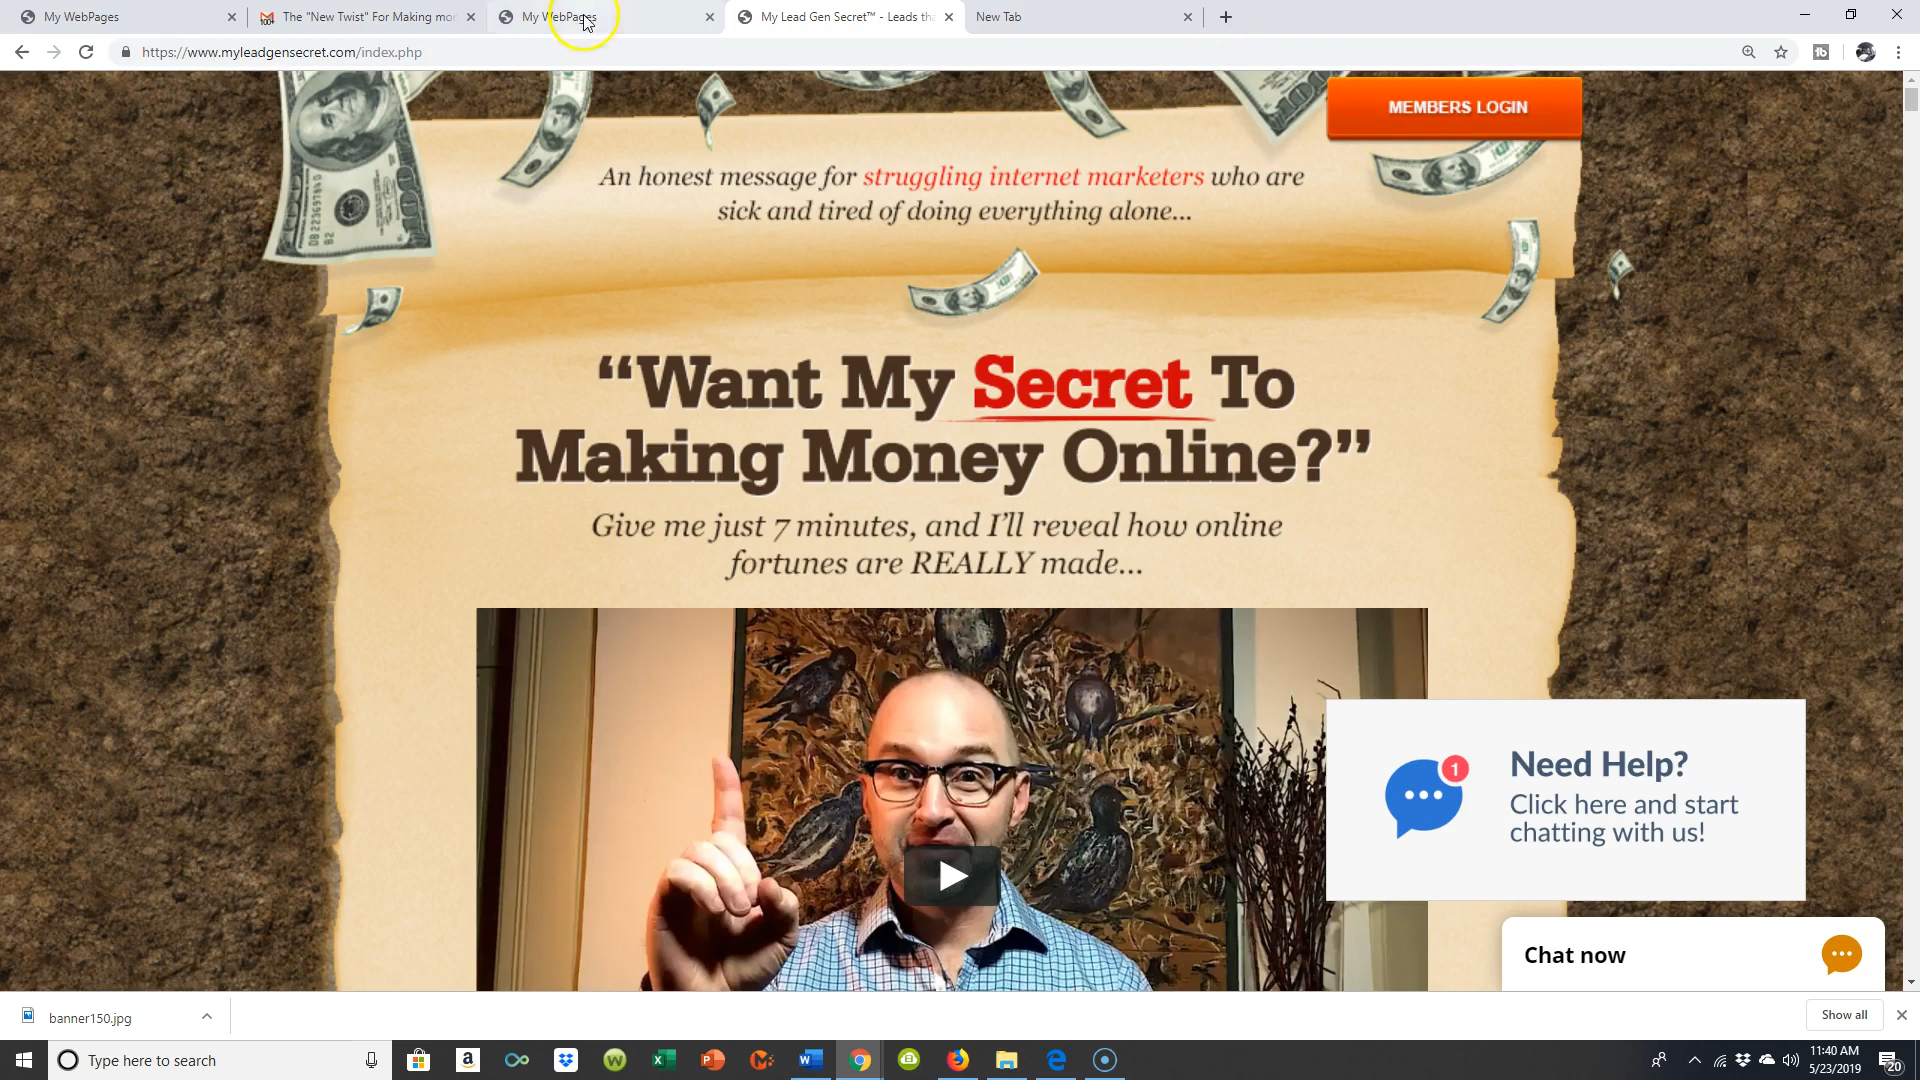 My WebPages
The "New Twist" For Making mor
My WebPages
My Lead Gen Secret™ - Leads tha
New Tab
https://www.myleadgensecret.com/index.php
MEMBERS LOGIN
An honest message for struggling internet marketers who are
sick and tired of doing everything alone...
“Want My Secret To
Making Money Online?”
Give me just 7 minutes, and I’ll reveal how online
fortunes are REALLY made...
1
Need Help?
Click here and start
chatting with us!
Chat now
banner150.jpg
Show all
Type here to search
11:40 AM
5/23/2019
20